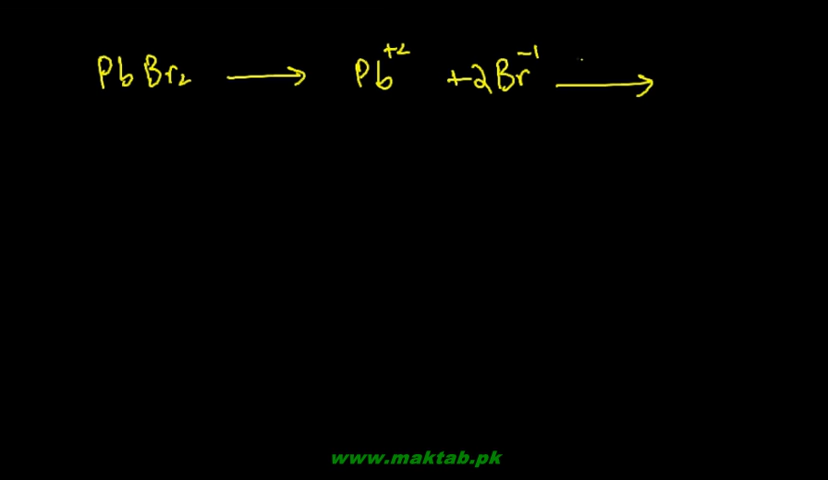 PbBr₂ → Pb⁺² + 2Br⁻¹ →
www.maktab.pk